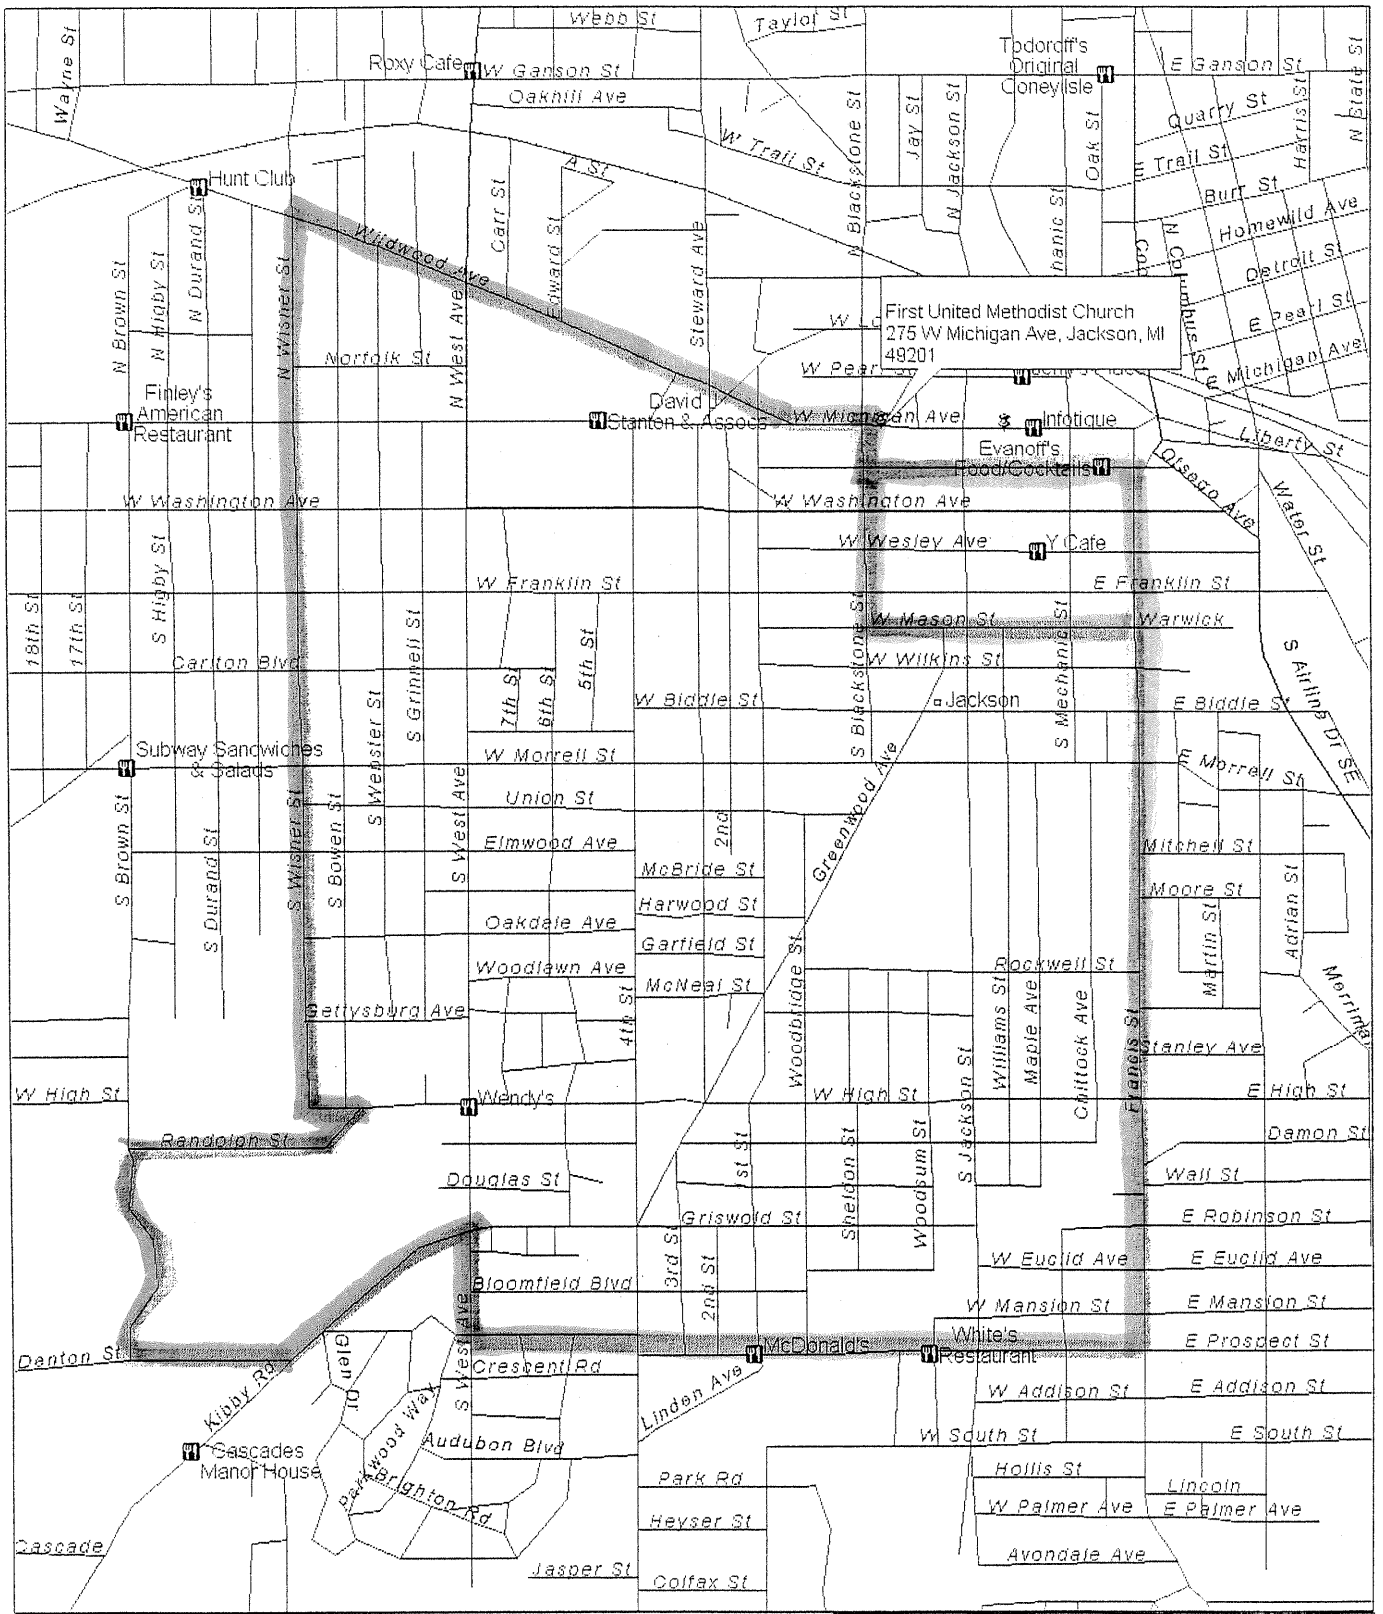 Webb St
Taylor St
Wayne St
Roxy Cafe
W Ganson St
Todoroff's
Original
Coney Isle
E Ganson St
N State St
Oakhill Ave
N Blackstone St
Jay St
N Jackson St
Oak St
Quarry St
Harris St
W Trail St
E Trail St
A St
Hunt Club
Burr St
Homewild Ave
N Durand St
Carr St
Edward St
Wildwood Ave
N Brown St
N Higby St
N Wisner St
N West Ave
Steward Ave
Detroit St
First United Methodist Church
275 W Michigan Ave, Jackson, MI
49201
E Pearl St
Norfolk St
W Pearl St
E Michigan Ave
Finley's
American
Restaurant
David J
Stanton & Assocs
W Michigan Ave
Infotique
Liberty St
Evanoff's
Food/Cocktails
Otsego Ave
Water St
W Washington Ave
W Washington Ave
W Wesley Ave
Y Cafe
W Franklin St
E Franklin St
18th St
17th St
S Higby St
S Grinnell St
5th St
S Blackstone St
W Mason St
S Mechanic St
Warwick
Carlton Blvd
7th St
6th St
W Wilkins St
S Airline Dr SE
W Biddle St
Jackson
E Biddle St
S Webster St
Subway Sandwiches
& Salads
W Morrell St
E Morrell St
Greenwood Ave
S Brown St
S Wisner St
S Bowen St
S West Ave
Union St
2nd
Elmwood Ave
Mitchell St
S Durand St
McBride St
Moore St
Harwood St
Oakdale Ave
Martin St
Adrian St
Garfield St
Woodlawn Ave
Woodbridge St
Rockwell St
McNeal St
Gettysburg Ave
4th St
Williams St
Maple Ave
Chittock Ave
Francis St
Stanley Ave
W High St
Wendy's
W High St
E High St
Randolph St
1st St
Sheldon St
Woodsum St
S Jackson St
Damon St
Douglas St
Wall St
Griswold St
E Robinson St
3rd St
2nd St
W Euclid Ave
E Euclid Ave
Bloomfield Blvd
W Mansion St
E Mansion St
Denton St
Glen Dr
S West Ave
McDonald's
White's
Restaurant
E Prospect St
Crescent Rd
Kibby Rd
Linden Ave
W Addison St
E Addison St
Parkwood Way
Cascades
Manor House
Audubon Blvd
W South St
E South St
Brighton Rd
Park Rd
Hollis St
Lincoln
W Palmer Ave
E Palmer Ave
Heyser St
Cascade
Avondale Ave
Jasper St
Colfax St